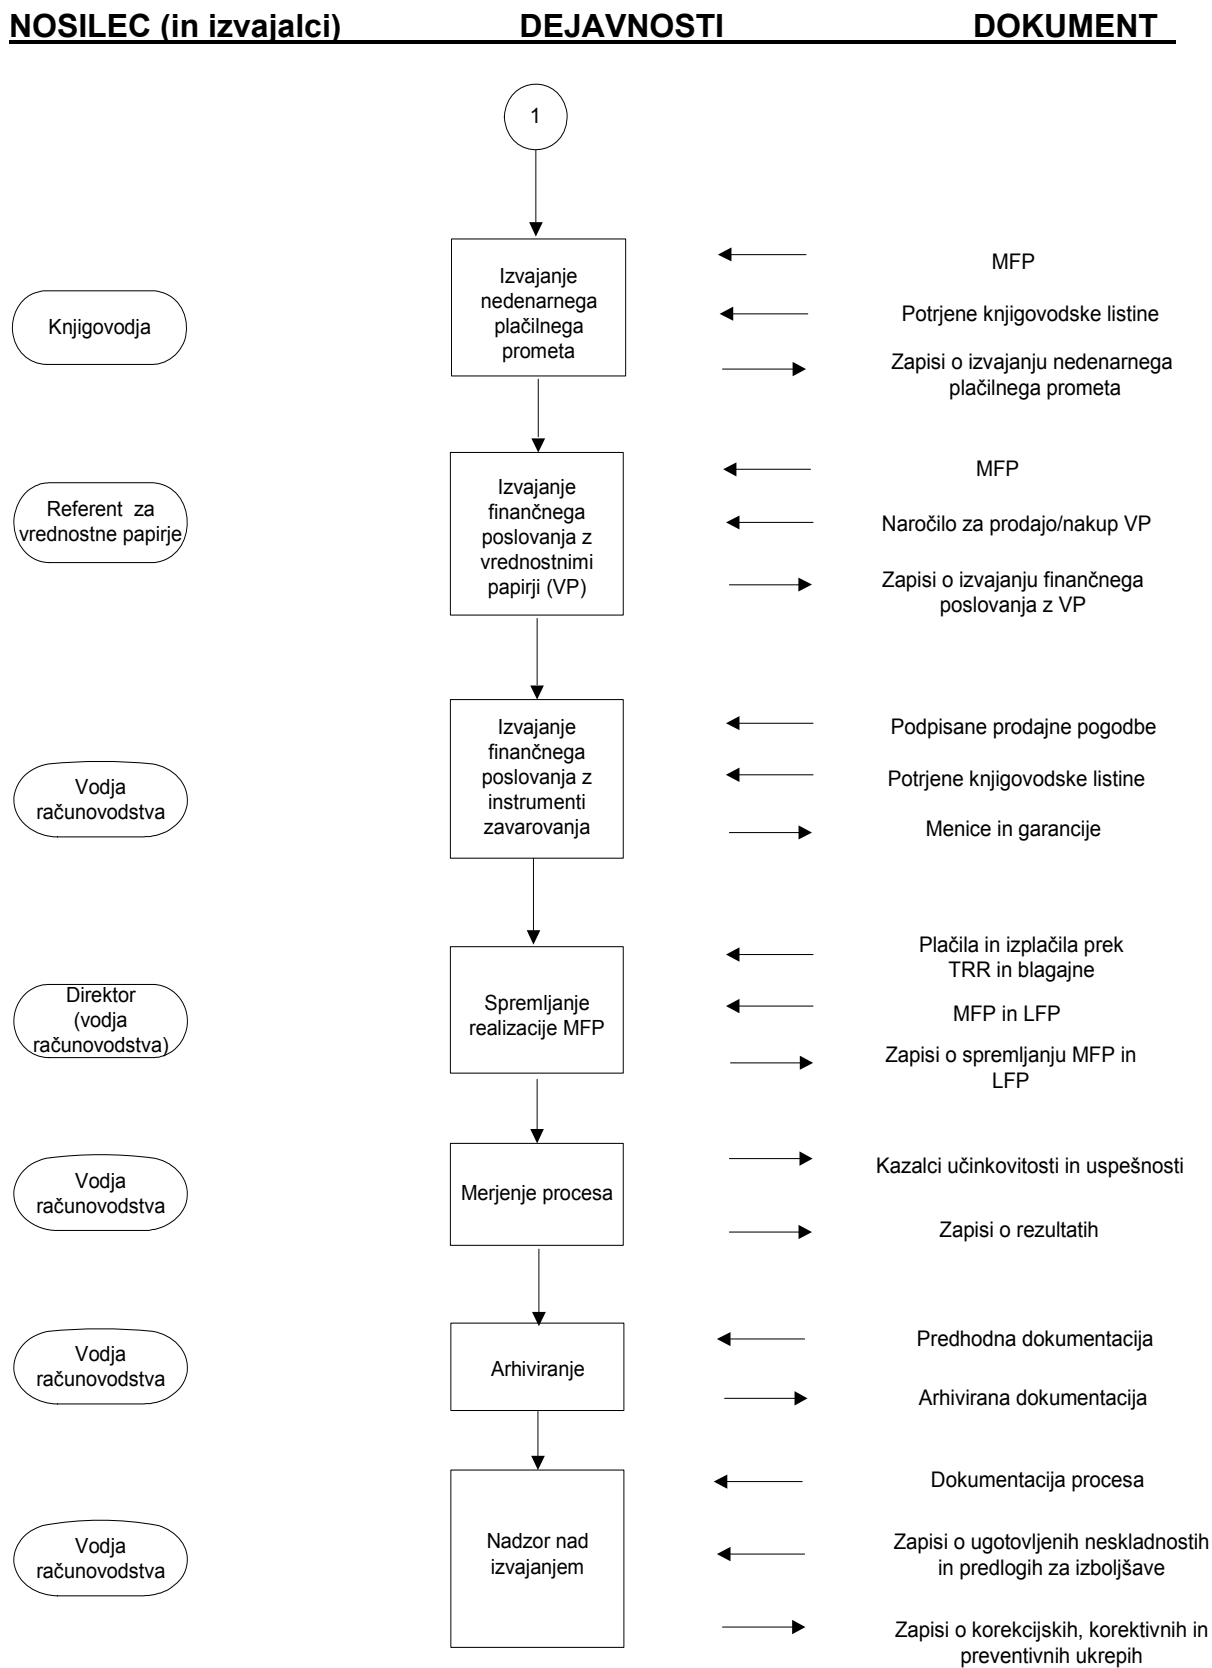 NOSILEC (in izvajalci) DEJAVNOSTI DOKUMENT
1
Knjigovodja
Izvajanje
nedenarnega
plačilnega
prometa
MFP
Potrjene knjigovodske listine
Zapisi o izvajanju nedenarnega
plačilnega prometa
Referent za
vrednostne papirje
Izvajanje
finančnega
poslovanja z
vrednostnimi
papirji (VP)
MFP
Naročilo za prodajo/nakup VP
Zapisi o izvajanju finančnega
poslovanja z VP
Vodja
računovodstva
Izvajanje
finančnega
poslovanja z
instrumenti
zavarovanja
Podpisane prodajne pogodbe
Potrjene knjigovodske listine
Menice in garancije
Direktor
(vodja
računovodstva)
Spremljanje
realizacije MFP
Plačila in izplačila prek
TRR in blagajne
MFP in LFP
Zapisi o spremljanju MFP in
LFP
Vodja
računovodstva
Merjenje procesa
Kazalci učinkovitosti in uspešnosti
Zapisi o rezultatih
Vodja
računovodstva
Arhiviranje
Predhodna dokumentacija
Arhivirana dokumentacija
Vodja
računovodstva
Nadzor nad
izvajanjem
Dokumentacija procesa
Zapisi o ugotovljenih neskladnostih
in predlogih za izboljšave
Zapisi o korekcijskih, korektivnih in
preventivnih ukrepih